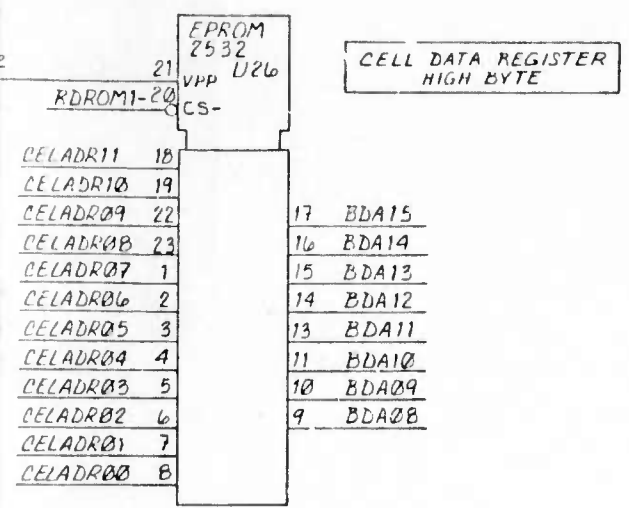 EPROM
2532
U26
2
21 VPP
RDROM1- 20 CS-
CELL DATA REGISTER
HIGH BYTE
CELADR11 18
CELADR10 19
CELADR09 22 17 BDA15
CELADR08 23 16 BDA14
CELADR07 1 15 BDA13
CELADR06 2 14 BDA12
CELADR05 3 13 BDA11
CELADR04 4 11 BDA10
CELADR03 5 10 BDA09
CELADR02 6 9 BDA08
CELADR01 7
CELADR00 8